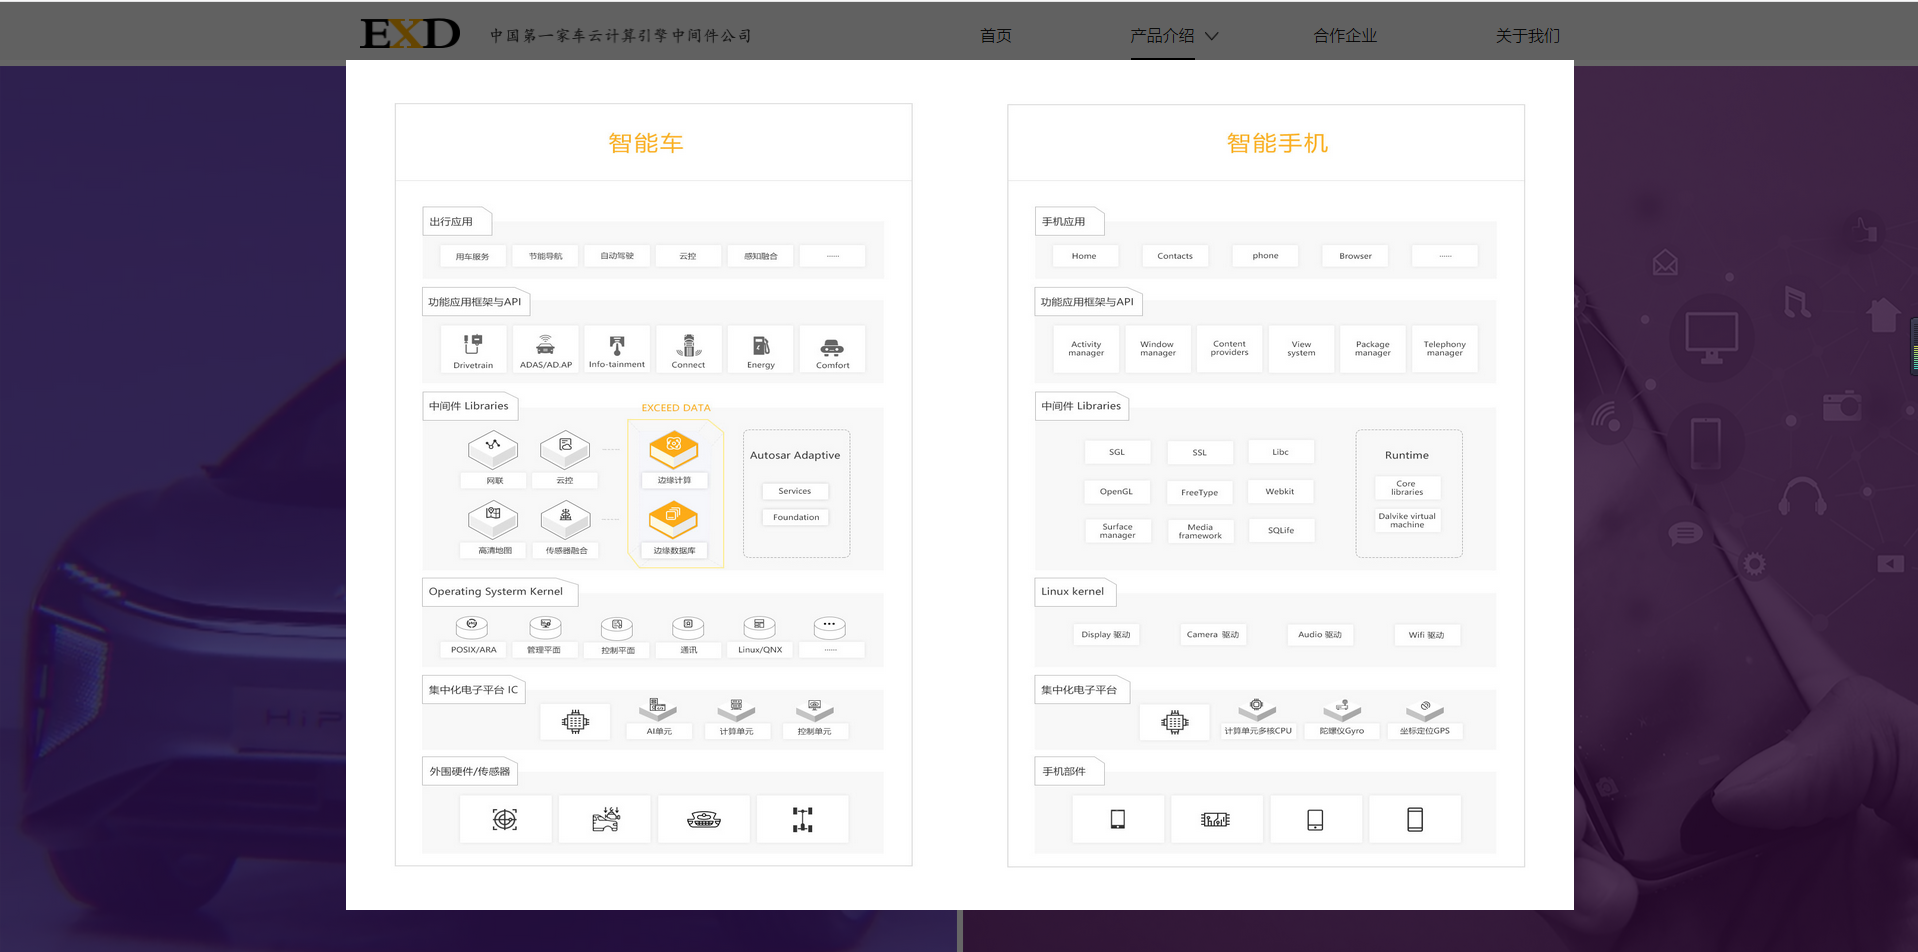 EXD
中国第一家车云计算引擎中间件公司
首页
产品介绍
合作企业
关于我们
智能车
出行应用
用车服务
节能导航
自动驾驶
云控
感知融合
......
功能应用框架与API
Drivetrain
ADAS/AD.AP
Info-tainment
Connect
Energy
Comfort
中间件 Libraries
EXCEED DATA
网联
云控
边缘计算
高清地图
传感器融合
边缘数据库
Autosar Adaptive
Services
Foundation
Operating Systerm Kernel
POSIX/ARA
管理平面
控制平面
通讯
Linux/QNX
......
集中化电子平台 IC
AI单元
计算单元
控制单元
外围硬件/传感器
智能手机
手机应用
Home
Contacts
phone
Browser
......
功能应用框架与API
Activity
manager
Window
manager
Content
providers
View
system
Package
manager
Telephony
manager
中间件 Libraries
SGL
SSL
Libc
OpenGL
FreeType
Webkit
Surface
manager
Media
framework
SQLife
Runtime
Core
libraries
Dalvike virtual
machine
Linux kernel
Display 驱动
Camera 驱动
Audio 驱动
Wifi 驱动
集中化电子平台
计算单元多核CPU
陀螺仪Gyro
坐标定位GPS
手机部件